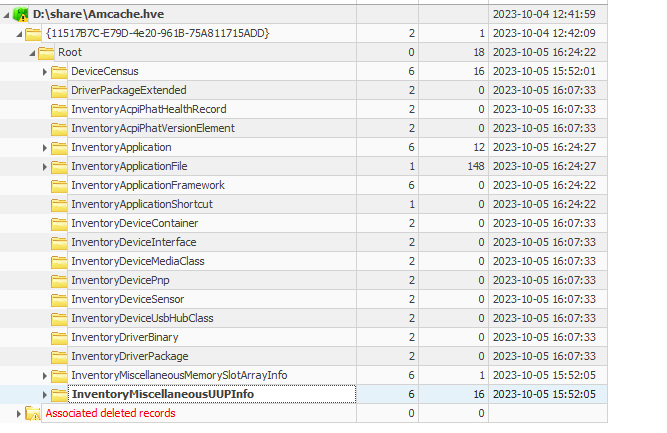 D:\share\Amcache.hve 2023-10-04 12:41:59
{11517B7C-E79D-4e20-961B-75A811715ADD} 2 1 2023-10-04 12:42:09
Root 0 18 2023-10-05 16:24:22
DeviceCensus 6 16 2023-10-05 15:52:01
DriverPackageExtended 2 0 2023-10-05 16:07:33
InventoryAcpiPhatHealthRecord 2 0 2023-10-05 16:07:33
InventoryAcpiPhatVersionElement 2 0 2023-10-05 16:07:33
InventoryApplication 6 12 2023-10-05 16:24:27
InventoryApplicationFile 1 148 2023-10-05 16:24:27
InventoryApplicationFramework 6 0 2023-10-05 16:24:22
InventoryApplicationShortcut 1 0 2023-10-05 16:24:22
InventoryDeviceContainer 2 0 2023-10-05 16:07:33
InventoryDeviceInterface 2 0 2023-10-05 16:07:33
InventoryDeviceMediaClass 2 0 2023-10-05 16:07:33
InventoryDevicePnp 2 0 2023-10-05 16:07:33
InventoryDeviceSensor 2 0 2023-10-05 16:07:33
InventoryDeviceUsbHubClass 2 0 2023-10-05 16:07:33
InventoryDriverBinary 2 0 2023-10-05 16:07:33
InventoryDriverPackage 2 0 2023-10-05 16:07:33
InventoryMiscellaneousMemorySlotArrayInfo 6 1 2023-10-05 15:52:05
InventoryMiscellaneousUUPInfo 6 16 2023-10-05 15:52:05
Associated deleted records 0 0